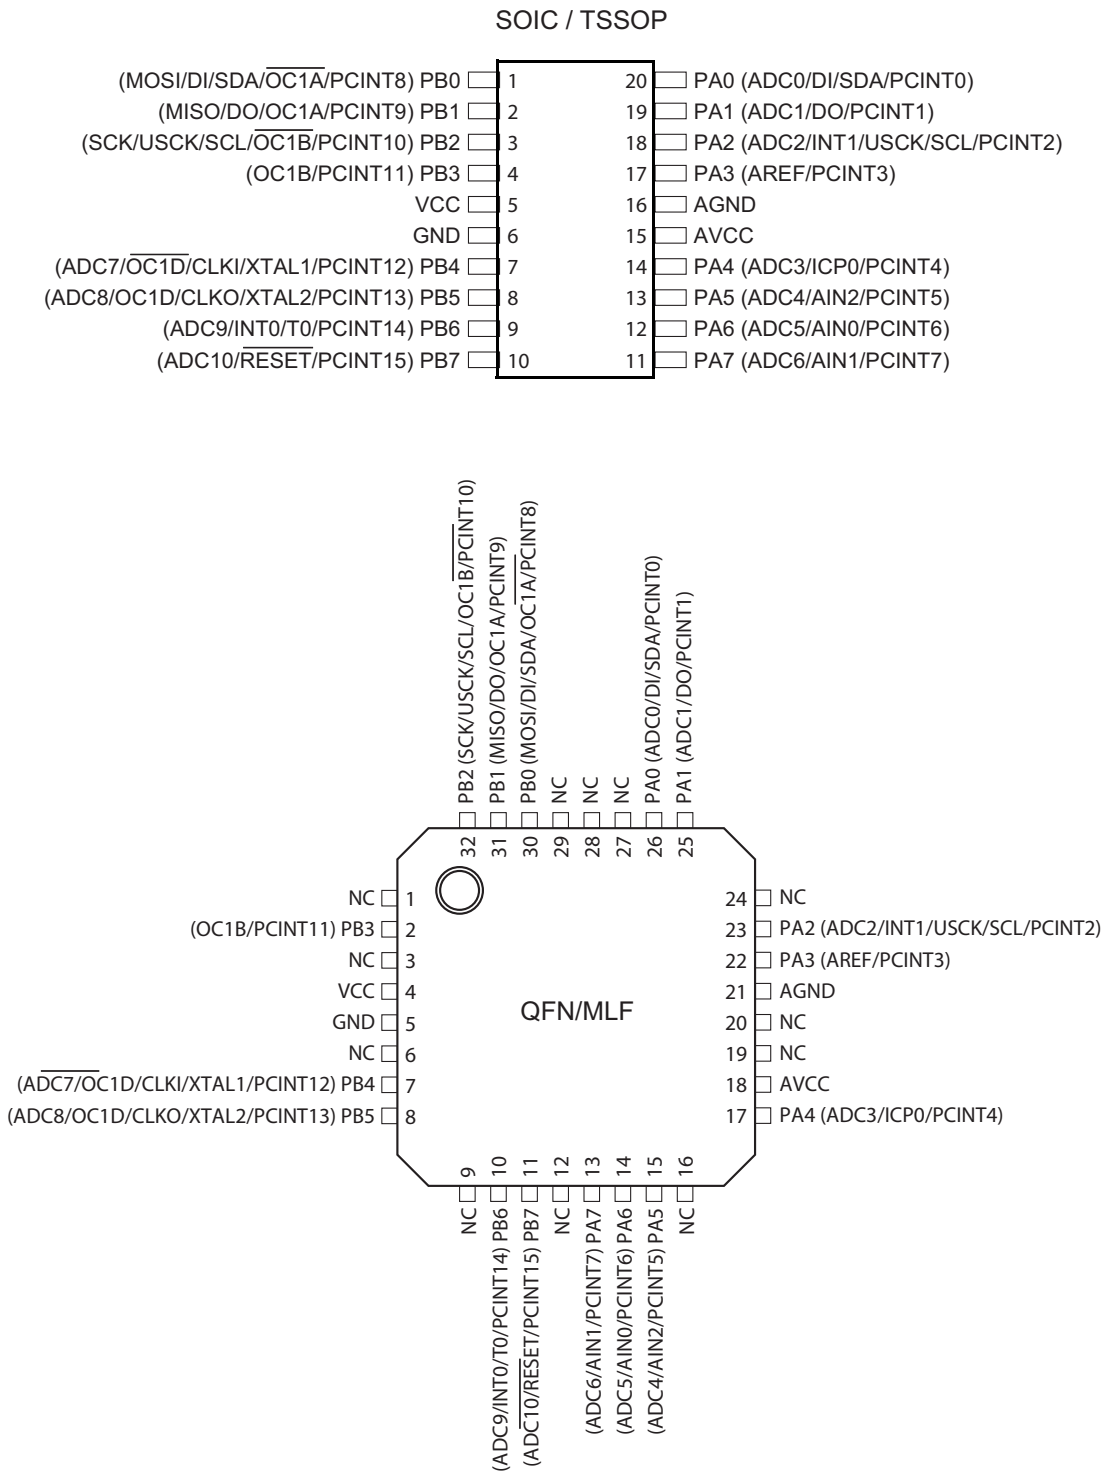 SOIC / TSSOP
(MOSI/DI/SDA/OC1A/PCINT8) PB0 1 20 PA0 (ADC0/DI/SDA/PCINT0)
(MISO/DO/OC1A/PCINT9) PB1 2 19 PA1 (ADC1/DO/PCINT1)
(SCK/USCK/SCL/OC1B/PCINT10) PB2 3 18 PA2 (ADC2/INT1/USCK/SCL/PCINT2)
(OC1B/PCINT11) PB3 4 17 PA3 (AREF/PCINT3)
VCC 5 16 AGND
GND 6 15 AVCC
(ADC7/OC1D/CLKI/XTAL1/PCINT12) PB4 7 14 PA4 (ADC3/ICP0/PCINT4)
(ADC8/OC1D/CLKO/XTAL2/PCINT13) PB5 8 13 PA5 (ADC4/AIN2/PCINT5)
(ADC9/INT0/T0/PCINT14) PB6 9 12 PA6 (ADC5/AIN0/PCINT6)
(ADC10/RESET/PCINT15) PB7 10 11 PA7 (ADC6/AIN1/PCINT7)
PB2 (SCK/USCK/SCL/OC1B/PCINT10)
PB1 (MISO/DO/OC1A/PCINT9)
PB0 (MOSI/DI/SDA/OC1A/PCINT8)
NC
NC
NC
PA0 (ADC0/DI/SDA/PCINT0)
PA1 (ADC1/DO/PCINT1)
32 31 30 29 28 27 26 25
NC 1 24 NC
(OC1B/PCINT11) PB3 2 23 PA2 (ADC2/INT1/USCK/SCL/PCINT2)
NC 3 22 PA3 (AREF/PCINT3)
VCC 4 21 AGND
QFN/MLF
GND 5 20 NC
NC 6 19 NC
(ADC7/OC1D/CLKI/XTAL1/PCINT12) PB4 7 18 AVCC
(ADC8/OC1D/CLKO/XTAL2/PCINT13) PB5 8 17 PA4 (ADC3/ICP0/PCINT4)
9 10 11 12 13 14 15 16
NC
(ADC9/INT0/T0/PCINT14) PB6
(ADC10/RESET/PCINT15) PB7
NC
(ADC6/AIN1/PCINT7) PA7
(ADC5/AIN0/PCINT6) PA6
(ADC4/AIN2/PCINT5) PA5
NC